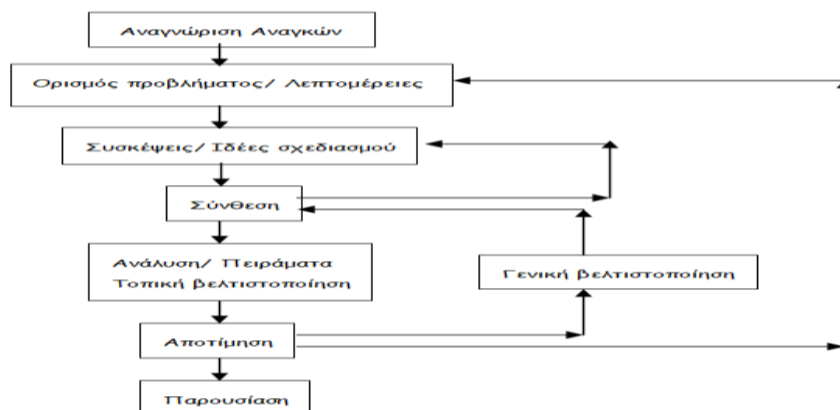 Αναγνώριση Αναγκών
Ορισμός προβλήματος/ Λεπτομέρειες
Συσκέψεις/ Ιδέες σχεδιασμού
Σύνθεση
Ανάλυση/ Πειράματα
Τοπική βελτιστοποίηση
Γενική βελτιστοποίηση
Αποτίμηση
Παρουσίαση